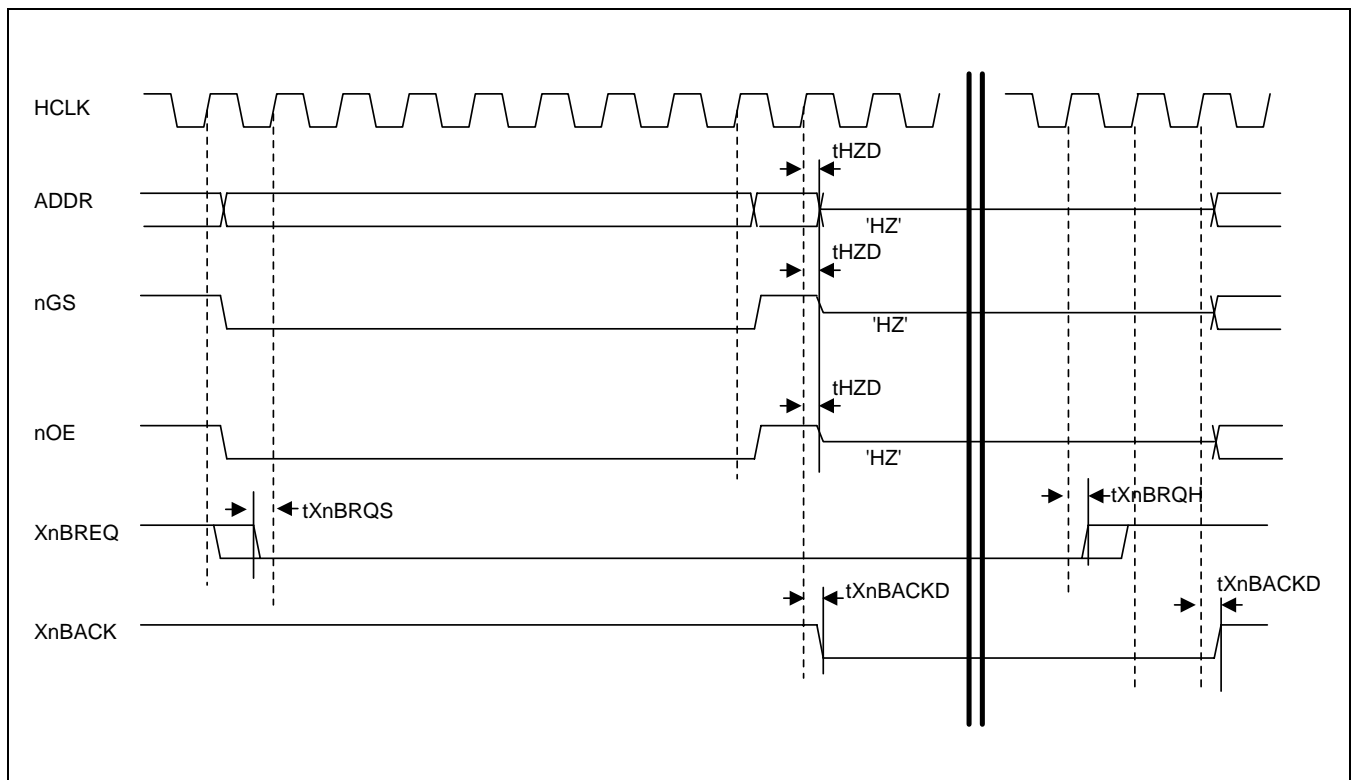 HCLK
tHZD
ADDR
'HZ'
tHZD
nGS
'HZ'
tHZD
nOE
'HZ'
tXnBRQS
tXnBRQH
XnBREQ
tXnBACKD
tXnBACKD
XnBACK